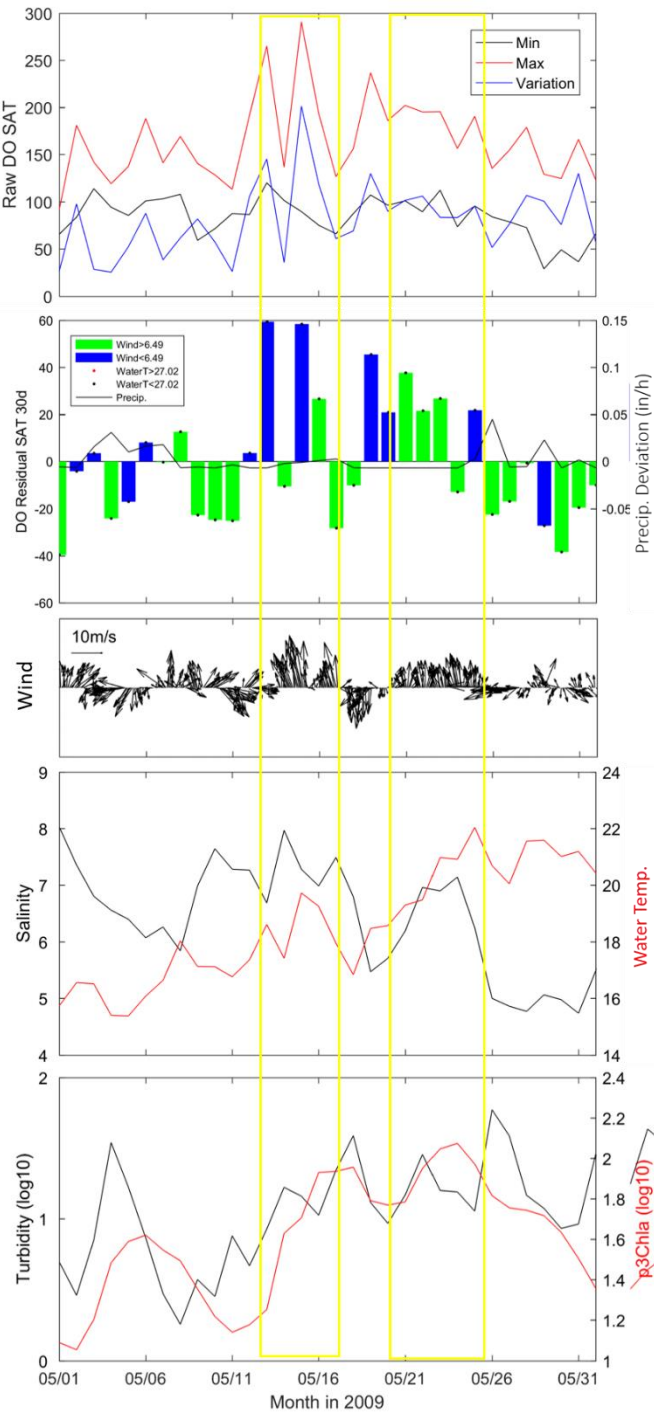 300
250
200
150
100
50
0
Raw DO SAT
Min
Max
Variation
60
40
20
0
-20
-40
-60
DO Residual SAT 30d
Wind>6.49
Wind<6.49
WaterT>27.02
WaterT<27.02
Precip.
0.15
0.1
0.05
0
-0.05
Precip. Deviation (in/h)
Wind
10m/s
9
8
7
6
5
4
Salinity
24
22
20
18
16
14
Water Temp.
2
1
0
Turbidity (log10)
2.4
2.2
2
1.8
1.6
1.4
1.2
1
p3Chla (log10)
05/01
05/06
05/11
05/16
05/21
05/26
05/31
Month in 2009